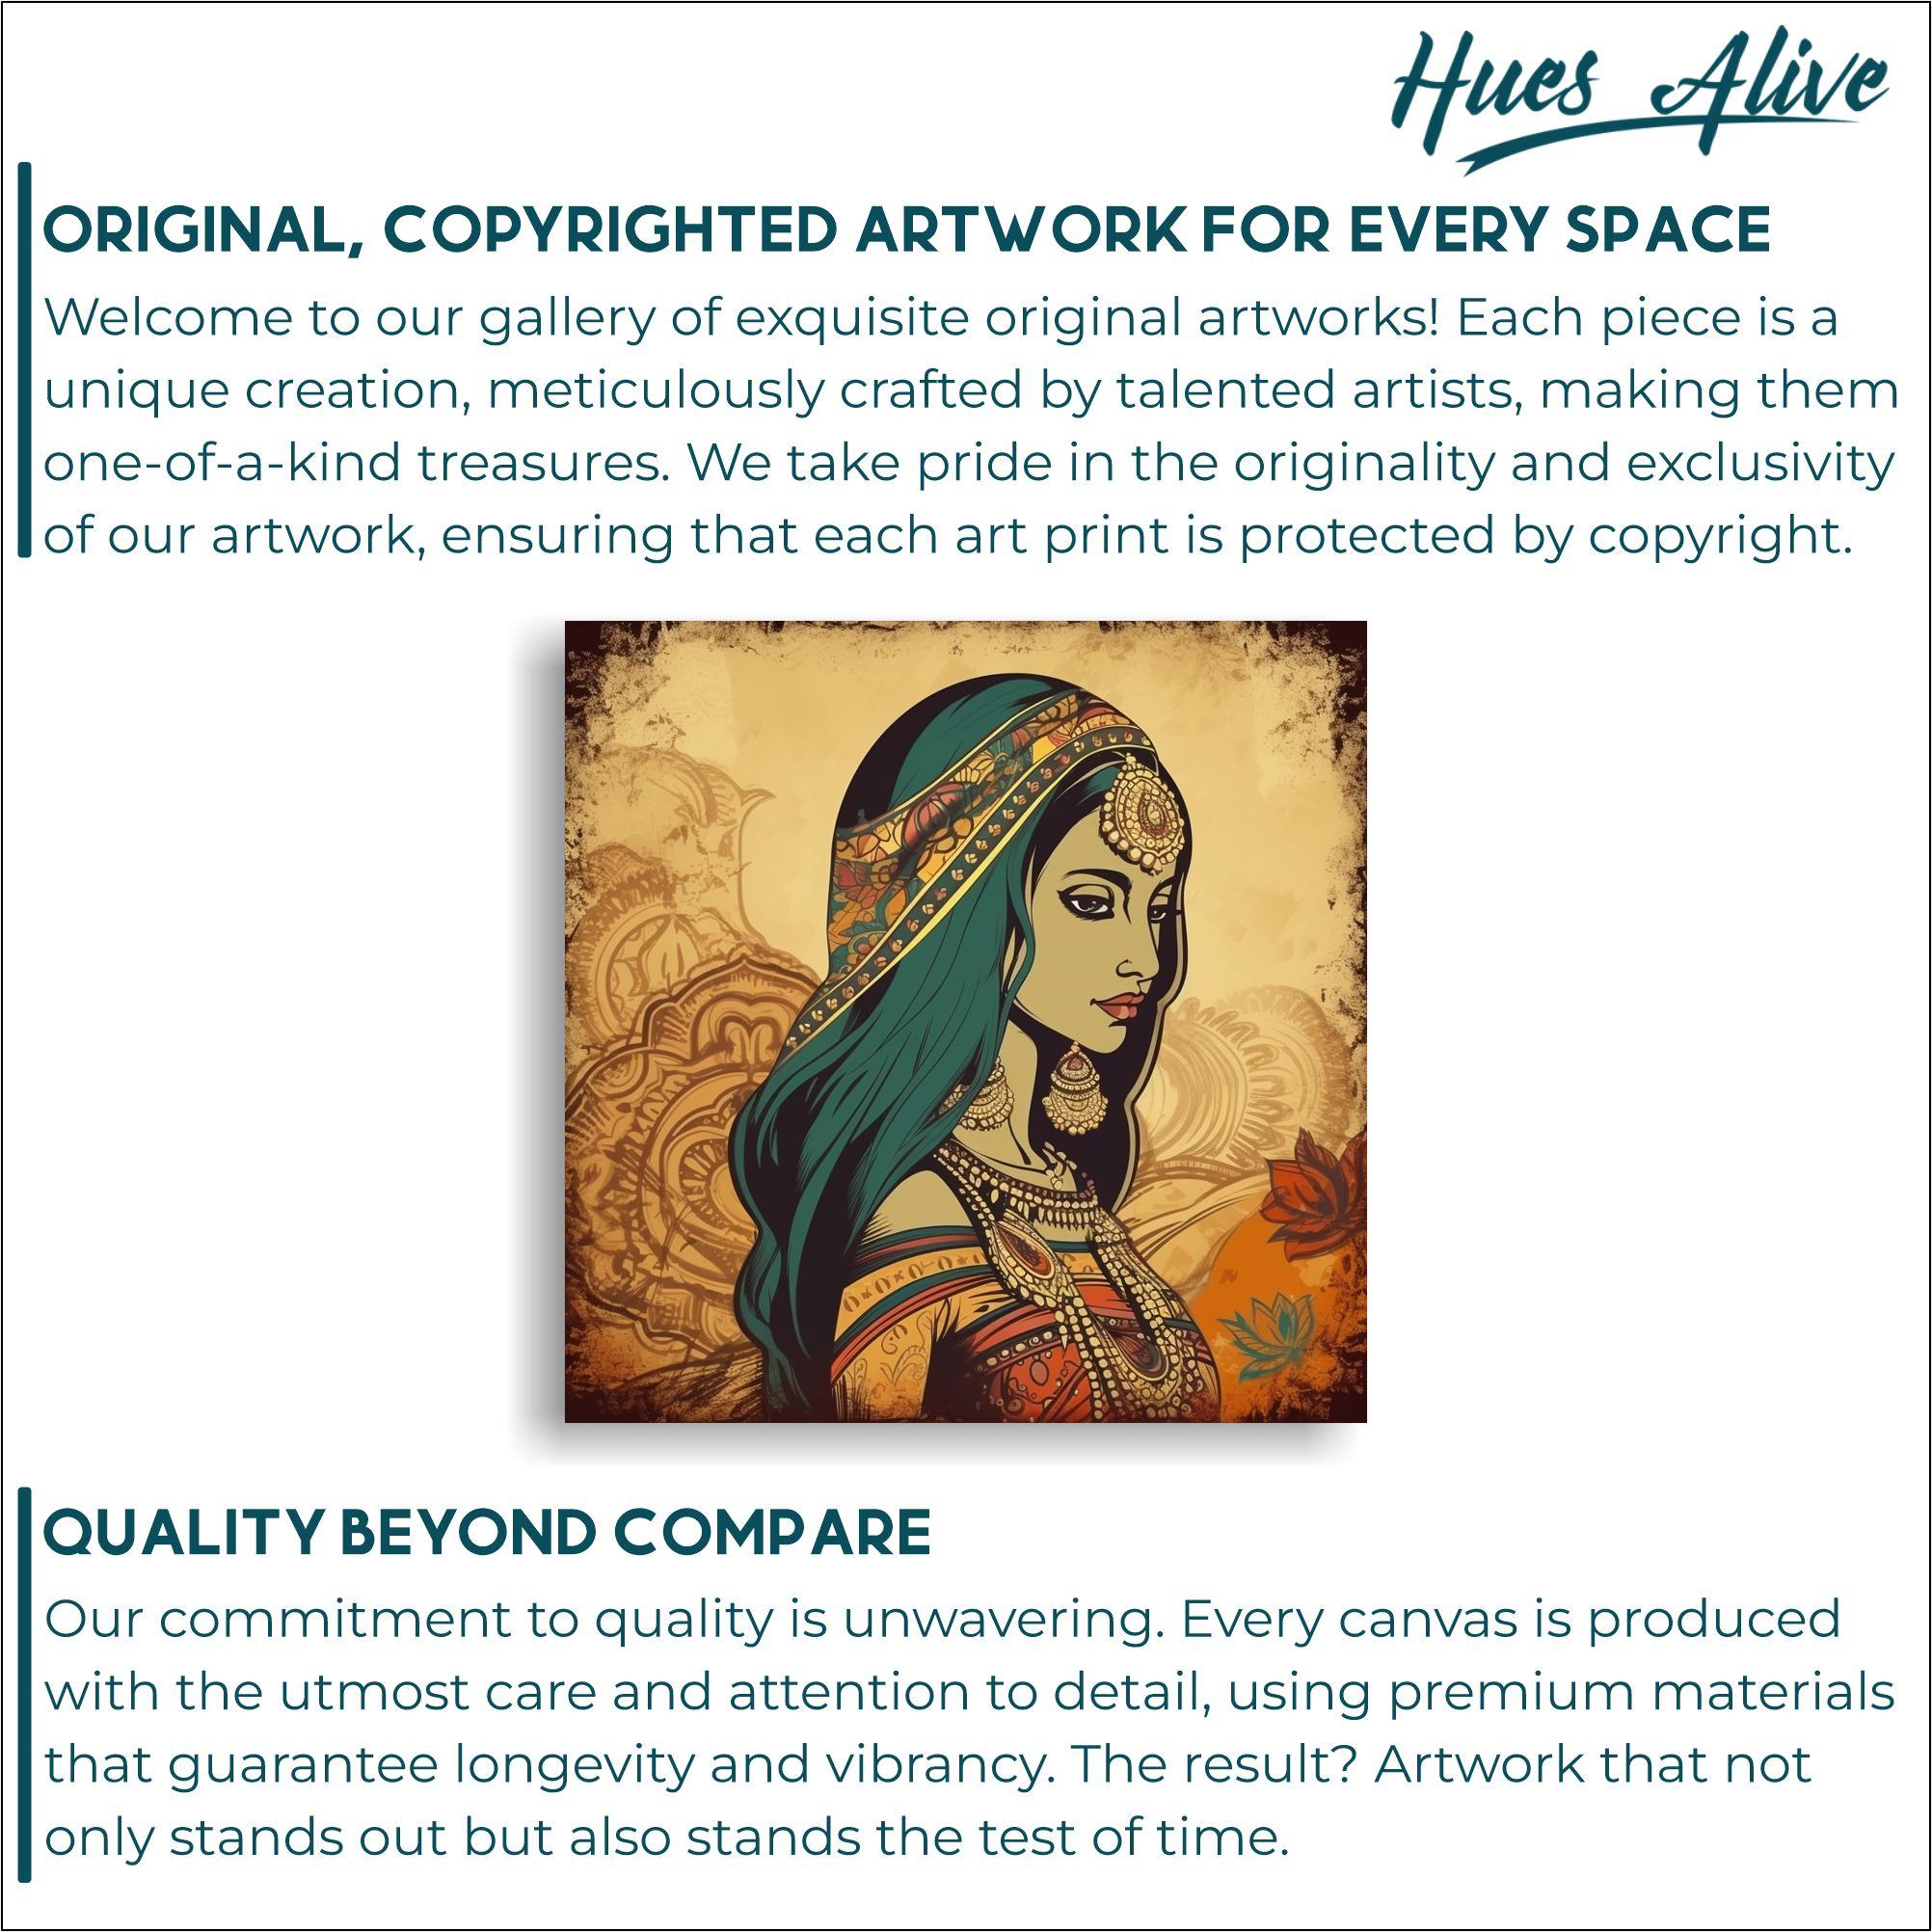 Hues Alive
ORIGINAL, COPYRIGHTED ARTWORK FOR EVERY SPACE
Welcome to our gallery of exquisite original artworks! Each piece is a
unique creation, meticulously crafted by talented artists, making them
one-of-a-kind treasures. We take pride in the originality and exclusivity
of our artwork, ensuring that each art print is protected by copyright.
QUALITY BEYOND COMPARE
Our commitment to quality is unwavering. Every canvas is produced
with the utmost care and attention to detail, using premium materials
that guarantee longevity and vibrancy. The result? Artwork that not
only stands out but also stands the test of time.